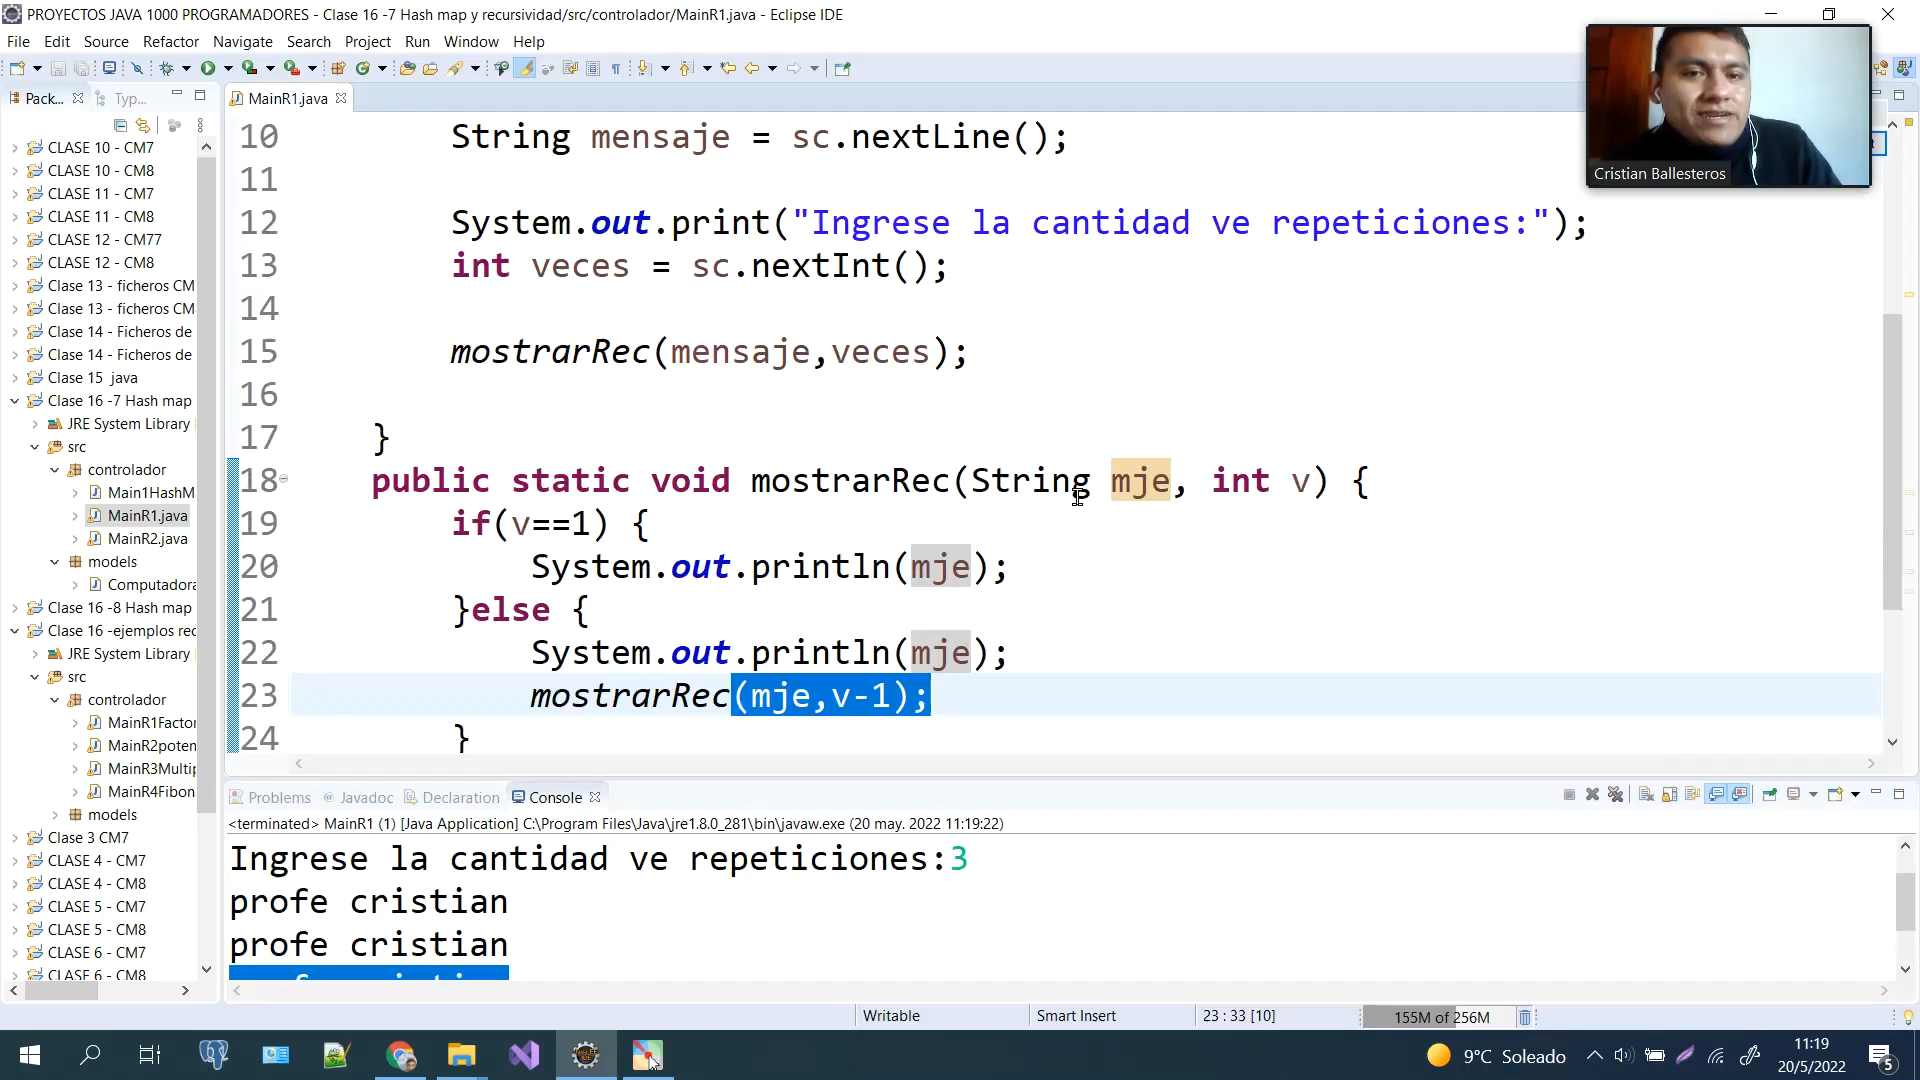 PROYECTOS JAVA 1000 PROGRAMADORES - Clase 16 -7 Hash map y recursividad/src/controlador/MainR1.java - Eclipse IDE
File Edit Source Refactor Navigate Search Project Run Window Help
Pack... Typ...
MainR1.java
CLASE 10 - CM7
CLASE 10 - CM8
CLASE 11 - CM7
CLASE 11 - CM8
CLASE 12 - CM77
CLASE 12 - CM8
Clase 13 - ficheros CM
Clase 13 - ficheros CM
Clase 14 - Ficheros de
Clase 14 - Ficheros de
Clase 15 java
Clase 16 -7 Hash map
JRE System Library
src
controlador
Main1HashM
MainR1.java
MainR2.java
models
Computadora
Clase 16 -8 Hash map
Clase 16 -ejemplos rec
JRE System Library
src
controlador
MainR1Factor
MainR2poten
MainR3Multip
MainR4Fibon
models
Clase 3 CM7
CLASE 4 - CM7
CLASE 4 - CM8
CLASE 5 - CM7
CLASE 5 - CM8
CLASE 6 - CM7
CLASE 6 - CM8
10 String mensaje = sc.nextLine();
11
12 System.out.print("Ingrese la cantidad ve repeticiones:");
13 int veces = sc.nextInt();
14
15 mostrarRec(mensaje,veces);
16
17 }
18 public static void mostrarRec(String mje, int v) {
19 if(v==1) {
20 System.out.println(mje);
21 }else {
22 System.out.println(mje);
23 mostrarRec(mje,v-1);
24 }
Cristian Ballesteros
Problems Javadoc Declaration Console
<terminated> MainR1 (1) [Java Application] C:\Program Files\Java\jre1.8.0_281\bin\javaw.exe (20 may. 2022 11:19:22)
Ingrese la cantidad ve repeticiones:3
profe cristian
profe cristian
Writable Smart Insert 23 : 33 [10] 155M of 256M
9°C Soleado
11:19
20/5/2022
5